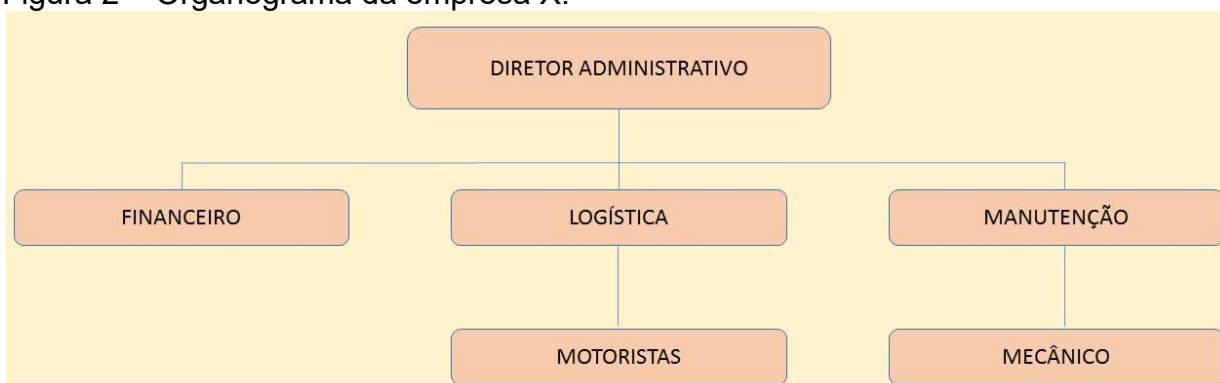 Figura 2 – Organograma da empresa X.
DIRETOR ADMINISTRATIVO
FINANCEIRO
LOGÍSTICA
MANUTENÇÃO
MOTORISTAS
MECÂNICO